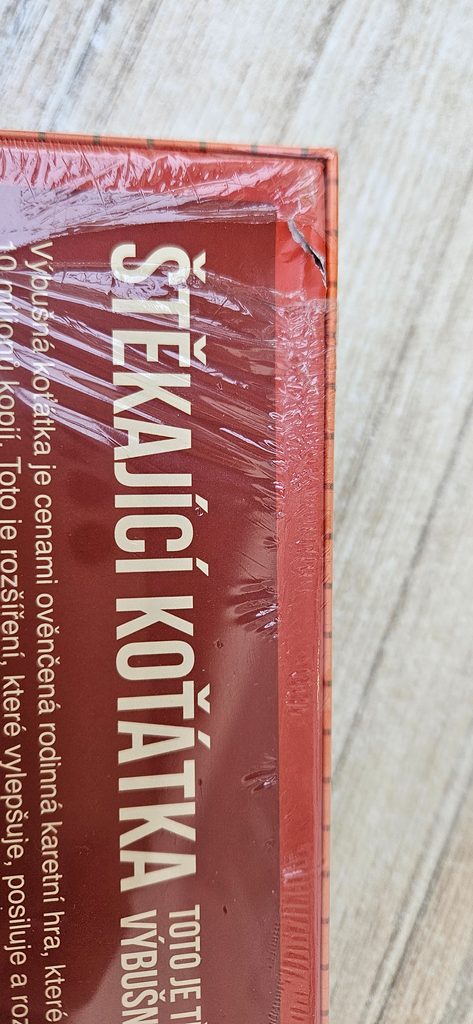 ŠTĚKAJÍCÍ KOŤÁTKA
TOTO JE
Výbušná koťátka je cenami ověnčená rodinná karetní hra, které
10 milionů kopií. Toto je rozšíření, které vylepšuje, posiluje a